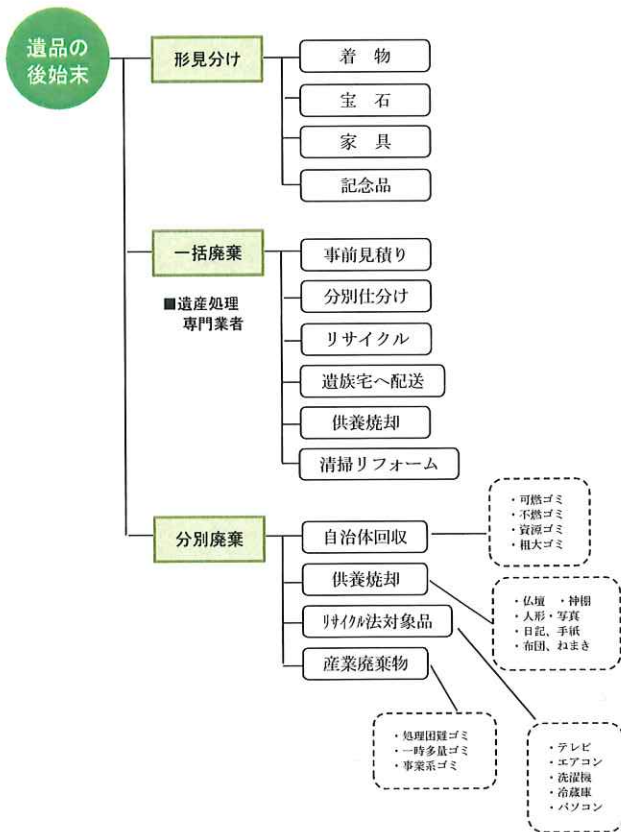 遺品の
後始末
形見分け
着　物
宝　石
家　具
記念品
一括廃棄
■遺産処理
専門業者
事前見積り
分別仕分け
リサイクル
遺族宅へ配送
供養焼却
清掃リフォーム
分別廃棄
自治体回収
・可燃ゴミ
・不燃ゴミ
・資源ゴミ
・粗大ゴミ
供養焼却
・仏壇　・神棚
・人形・写真
・日記、手紙
・布団、ねまき
リサイクル法対象品
産業廃棄物
・処理困難ゴミ
・一時多量ゴミ
・事業系ゴミ
・テレビ
・エアコン
・洗濯機
・冷蔵庫
・パソコン